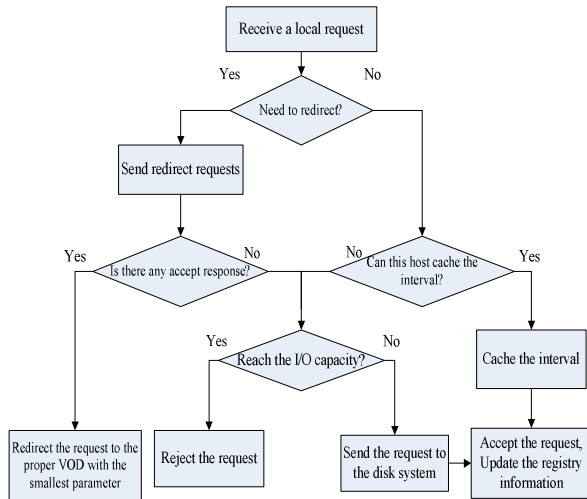 Receive a local request
Yes
No
Need to redirect?
Send redirect requests
Yes
Is there any accept response?
No
No
Can this host cache the
interval?
Yes
Yes
Reach the I/O capacity?
No
Cache the interval
Redirect the request to the
proper VOD with the
smallest parameter
Reject the request
Send the request to
the disk system
Accept the request,
Update the registry
information